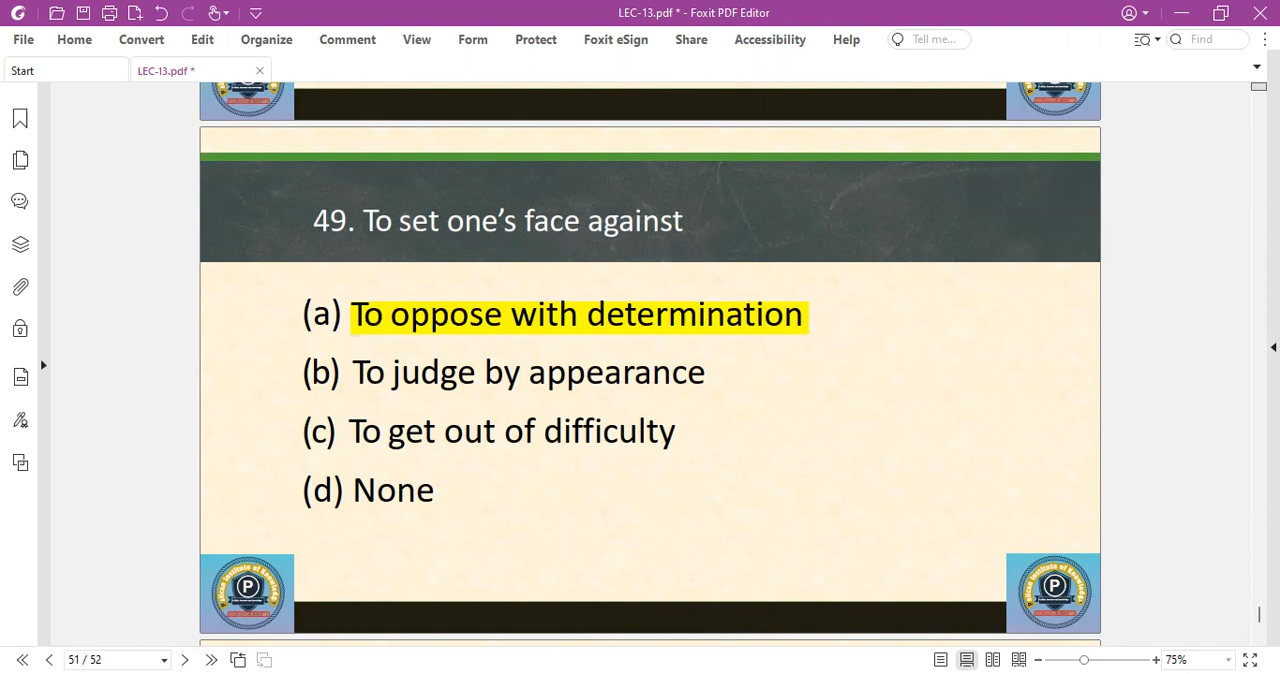 LEC-13.pdf * - Foxit PDF Editor
File Home Convert Edit Organize Comment View Form Protect Foxit eSign Share Accessibility Help Tell me... Find
Start LEC-13.pdf *
49. To set one’s face against
(a) To oppose with determination
(b) To judge by appearance
(c) To get out of difficulty
(d) None
P
P
51 / 52 75%